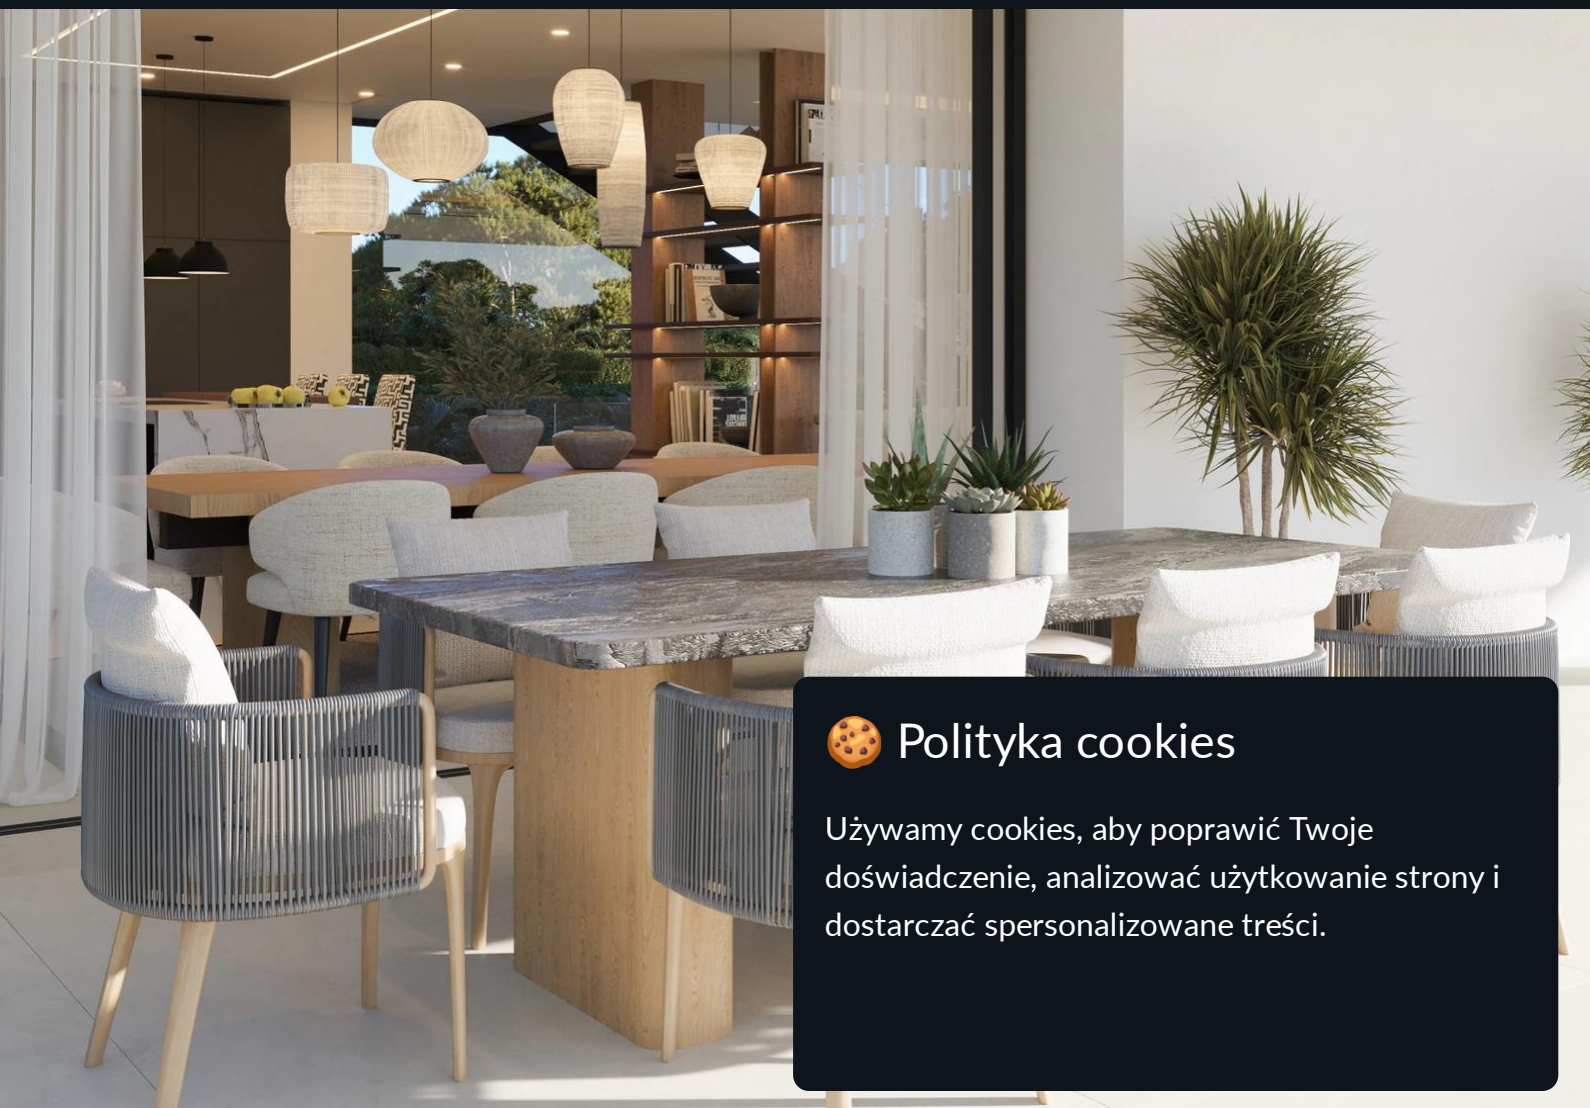 🍪 Polityka cookies
Używamy cookies, aby poprawić Twoje
doświadczenie, analizować użytkowanie strony i
dostarczać spersonalizowane treści.